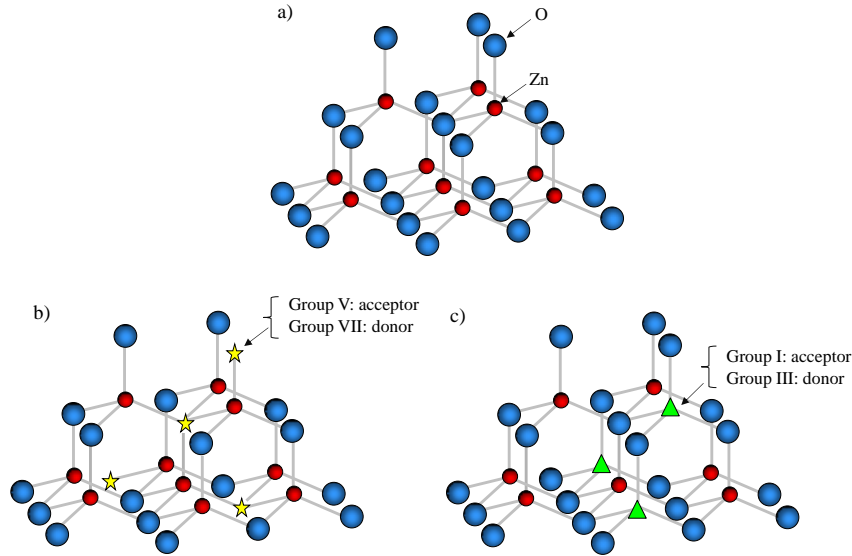 a)
O
Zn
b)
Group V: acceptor
Group VII: donor
c)
Group I: acceptor
Group III: donor